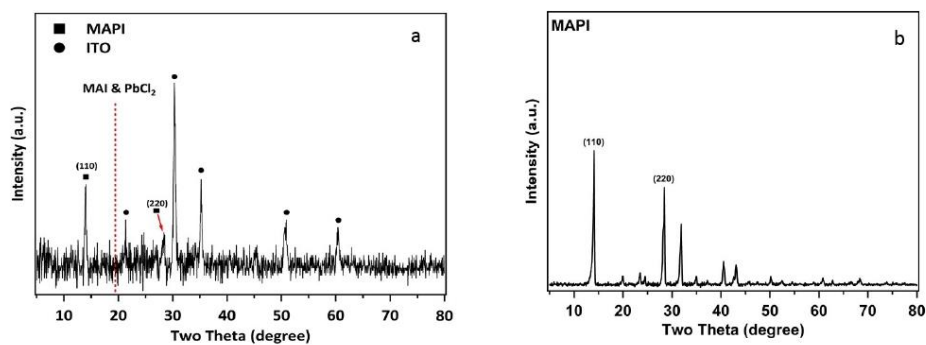 ■ MAPI
● ITO
a
MAI & PbCl₂
(110)
(220)
Intensity (a.u.)
10 20 30 40 50 60 70 80
Two Theta (degree)
MAPI
b
(110)
(220)
Intensity (a.u.)
10 20 30 40 50 60 70 80
Two Theta (degree)